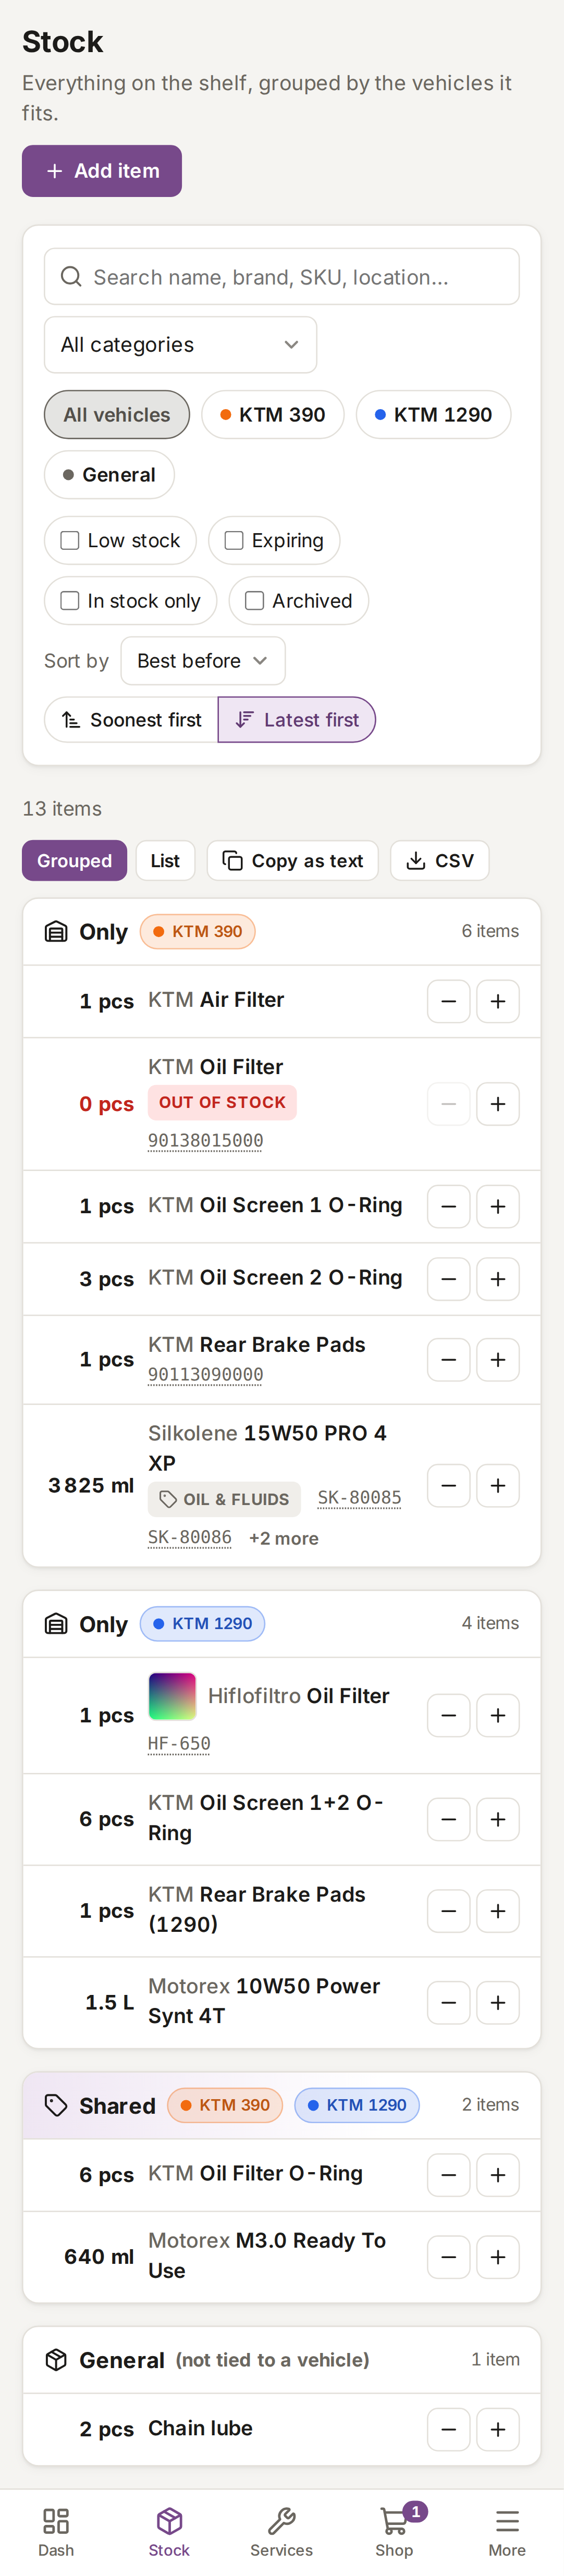 Stock
Everything on the shelf, grouped by the vehicles it
fits.
+ Add item
Search name, brand, SKU, location...
All categories
All vehicles
KTM 390
KTM 1290
General
Low stock
Expiring
In stock only
Archived
Sort by
Best before
Soonest first
Latest first
13 items
Grouped
List
Copy as text
CSV
Only KTM 390 6 items
1 pcs KTM Air Filter
0 pcs KTM Oil Filter
OUT OF STOCK
90138015000
1 pcs KTM Oil Screen 1 O-Ring
3 pcs KTM Oil Screen 2 O-Ring
1 pcs KTM Rear Brake Pads
90113090000
3 825 ml Silkolene 15W50 PRO 4
XP
OIL & FLUIDS SK-80085
SK-80086 +2 more
Only KTM 1290 4 items
1 pcs Hiflofiltro Oil Filter
HF-650
6 pcs KTM Oil Screen 1+2 O-
Ring
1 pcs KTM Rear Brake Pads
(1290)
1.5 L Motorex 10W50 Power
Synt 4T
Shared KTM 390 KTM 1290 2 items
6 pcs KTM Oil Filter O-Ring
640 ml Motorex M3.0 Ready To
Use
General (not tied to a vehicle) 1 item
2 pcs Chain lube
Dash
Stock
Services
Shop 1
More